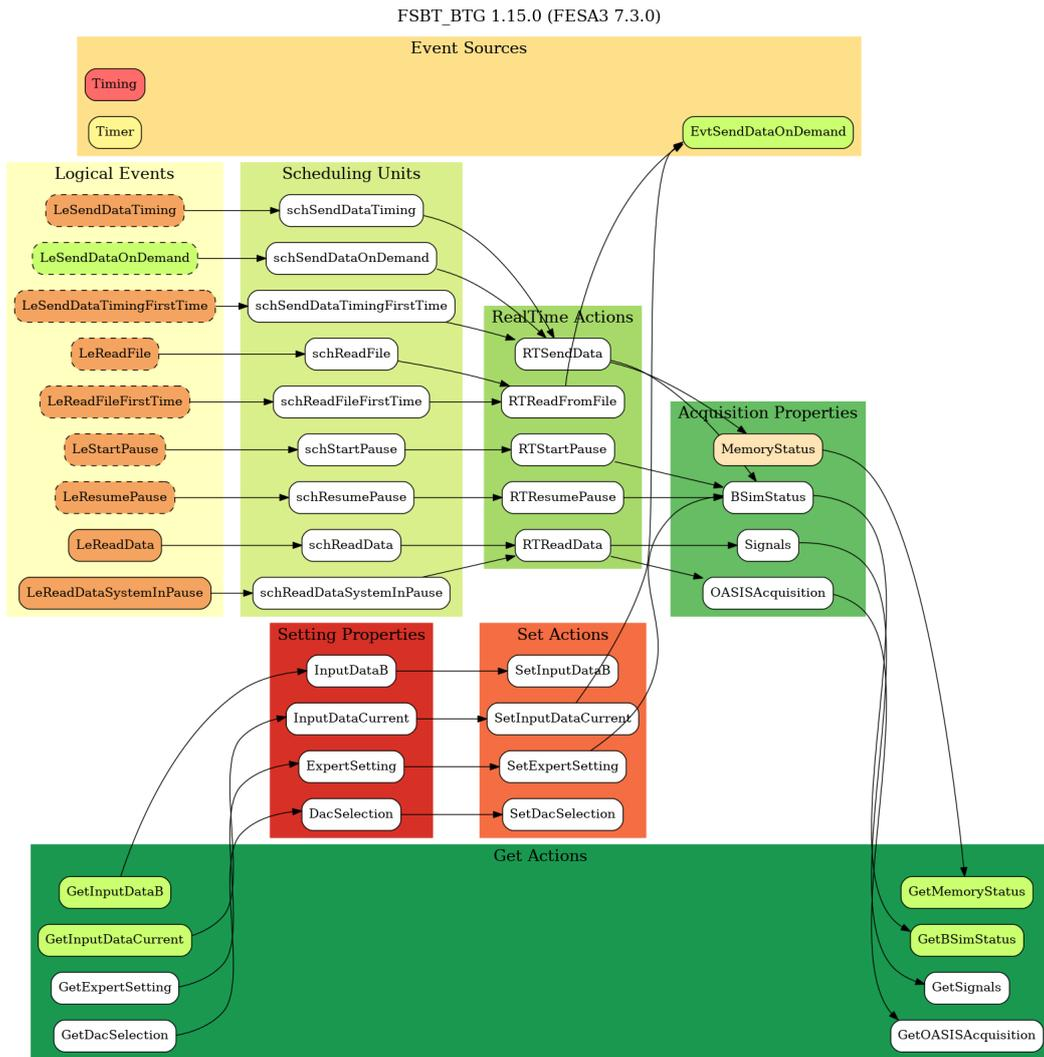 FSBT_BTG 1.15.0 (FESA3 7.3.0)
Event Sources
Timing
Timer
EvtSendDataOnDemand
Logical Events
LeSendDataTiming
LeSendDataOnDemand
LeSendDataTimingFirstTime
LeReadFile
LeReadFileFirstTime
LeStartPause
LeResumePause
LeReadData
LeReadDataSystemInPause
Scheduling Units
schSendDataTiming
schSendDataOnDemand
schSendDataTimingFirstTime
schReadFile
schReadFileFirstTime
schStartPause
schResumePause
schReadData
schReadDataSystemInPause
RealTime Actions
RTSendData
RTReadFromFile
RTStartPause
RTResumePause
RTReadData
Acquisition Properties
MemoryStatus
BSimStatus
Signals
OASISAcquisition
Setting Properties
InputDataB
InputDataCurrent
ExpertSetting
DacSelection
Set Actions
SetInputDataB
SetInputDataCurrent
SetExpertSetting
SetDacSelection
Get Actions
GetInputDataB
GetInputDataCurrent
GetExpertSetting
GetDacSelection
GetMemoryStatus
GetBSimStatus
GetSignals
GetOASISAcquisition